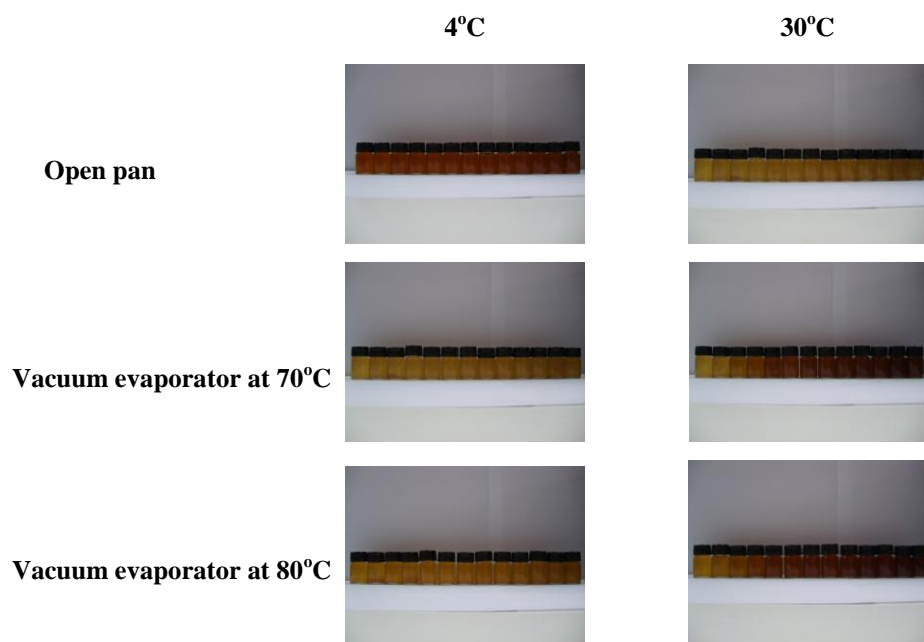 4°C 30°C
Open pan
Vacuum evaporator at 70°C
Vacuum evaporator at 80°C